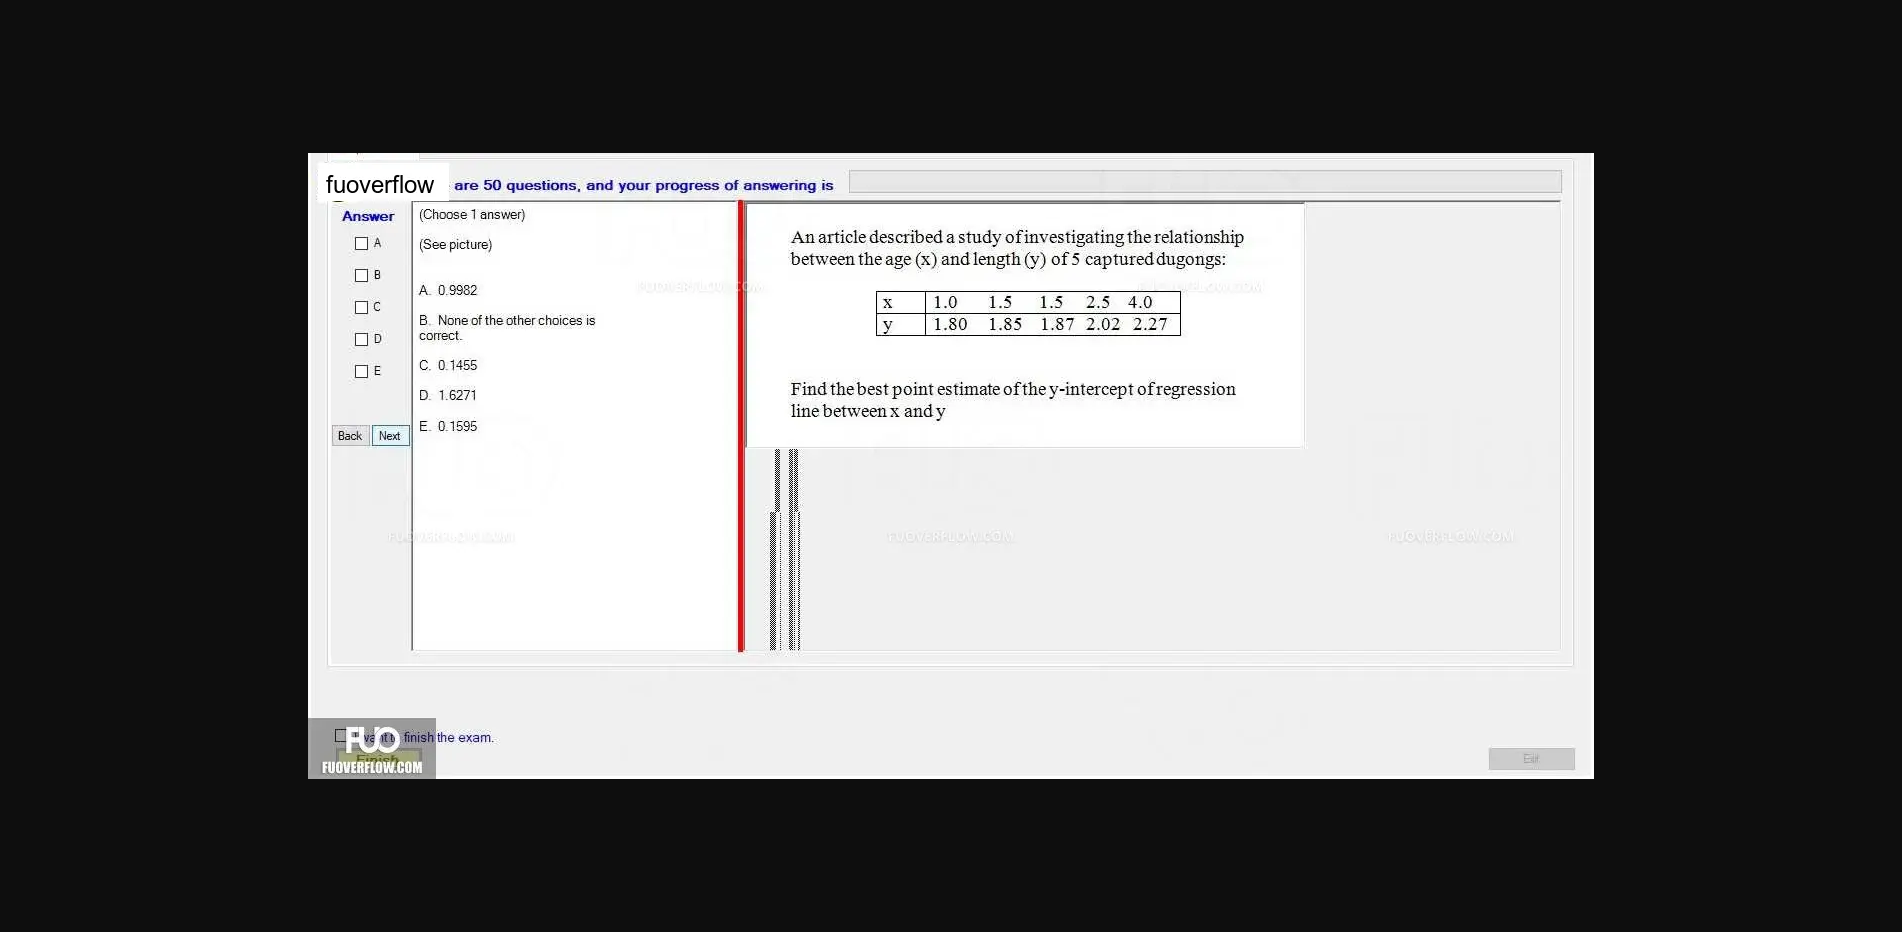 fuoverflow are 50 questions, and your progress of answering is
Answer
A
B
C
D
E
Back Next
(Choose 1 answer)
(See picture)
A. 0.9982
B. None of the other choices is
correct.
C. 0.1455
D. 1.6271
E. 0.1595
An article described a study of investigating the relationship
between the age (x) and length (y) of 5 captured dugongs:
x 1.0 1.5 1.5 2.5 4.0
y 1.80 1.85 1.87 2.02 2.27
Find the best point estimate of the y-intercept of regression
line between x and y
FUOVERFLOW.COM
FUOVERFLOW.COM
FUOVERFLOW.COM
FUOVERFLOW.COM
FUOVERFLOW.COM
I want to finish the exam.
FUO
Finish
FUOVERFLOW.COM
Exit